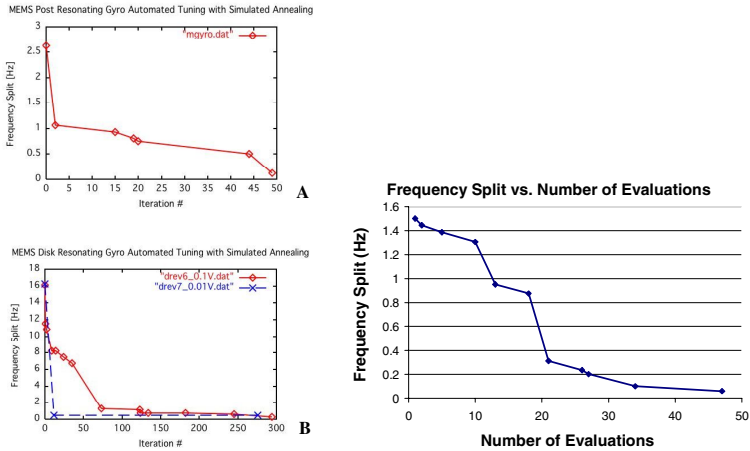 MEMS Post Resonating Gyro Automated Tuning with Simulated Annealing
3
2.5
2
1.5
1
0.5
0
"mgyro.dat"
Frequency Split [Hz]
0 5 10 15 20 25 30 35 40 45 50
Iteration #
A
MEMS Disk Resonating Gyro Automated Tuning with Simulated Annealing
18
16
14
12
10
8
6
4
2
0
"drev6_0.1V.dat"
"drev7_0.01V.dat"
Frequency Split [Hz]
0 50 100 150 200 250 300
Iteration #
B
Frequency Split vs. Number of Evaluations
1.6
1.4
1.2
1
0.8
0.6
0.4
0.2
0
Frequency Split (Hz)
0 10 20 30 40 50
Number of Evaluations